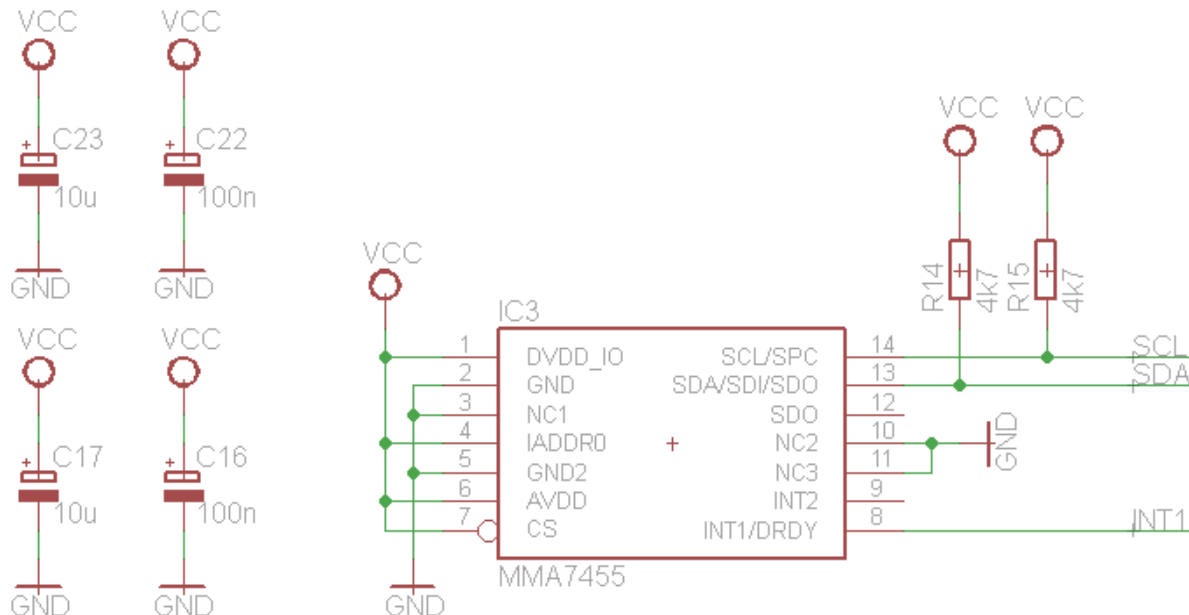 VCC
VCC
C23
10u
GND
C22
100n
GND
VCC
VCC
C17
10u
GND
C16
100n
GND
VCC
IC3
1 DVDD_IO
2 GND
3 NC1
4 IADDR0
5 GND2
6 AVDD
7 CS
SCL/SPC 14
SDA/SDI/SDO 13
SDO 12
NC2 10
NC3 11
INT2 9
INT1/DRDY 8
MMA7455
GND
VCC
VCC
R14
4k7
R15
4k7
SCL
SDA
GND
INT1